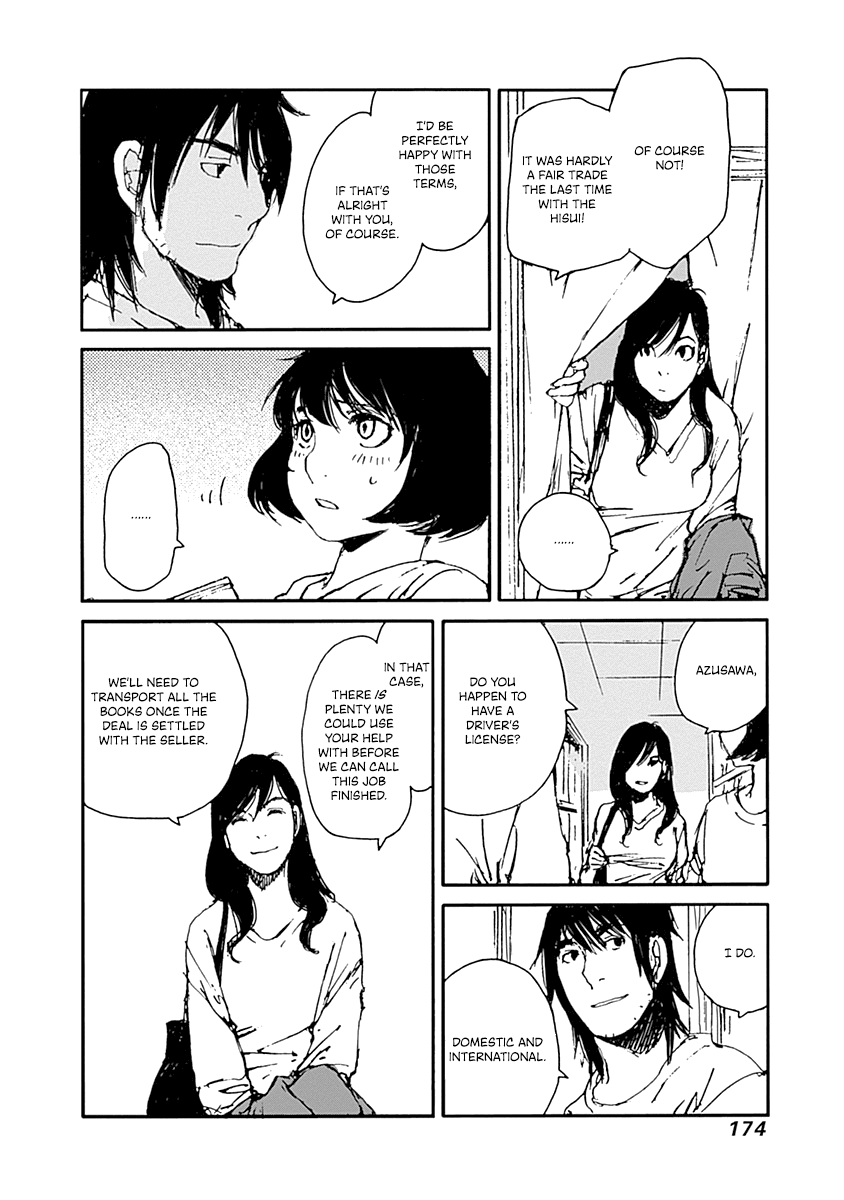 OF COURSE
NOT!
IT WAS HARDLY
A FAIR TRADE
THE LAST TIME
WITH THE
HISUI!
......
I'D BE
PERFECTLY
HAPPY WITH
THOSE
TERMS,
IF THAT'S
ALRIGHT
WITH YOU,
OF COURSE.
......
AZUSAWA,
DO YOU
HAPPEN TO
HAVE A
DRIVER'S
LICENSE?
I DO.
DOMESTIC AND
INTERNATIONAL.
IN THAT
CASE,
THERE IS
PLENTY WE
COULD USE
YOUR HELP
WITH BEFORE
WE CAN CALL
THIS JOB
FINISHED.
WE'LL NEED TO
TRANSPORT ALL THE
BOOKS ONCE THE
DEAL IS SETTLED
WITH THE SELLER.
174